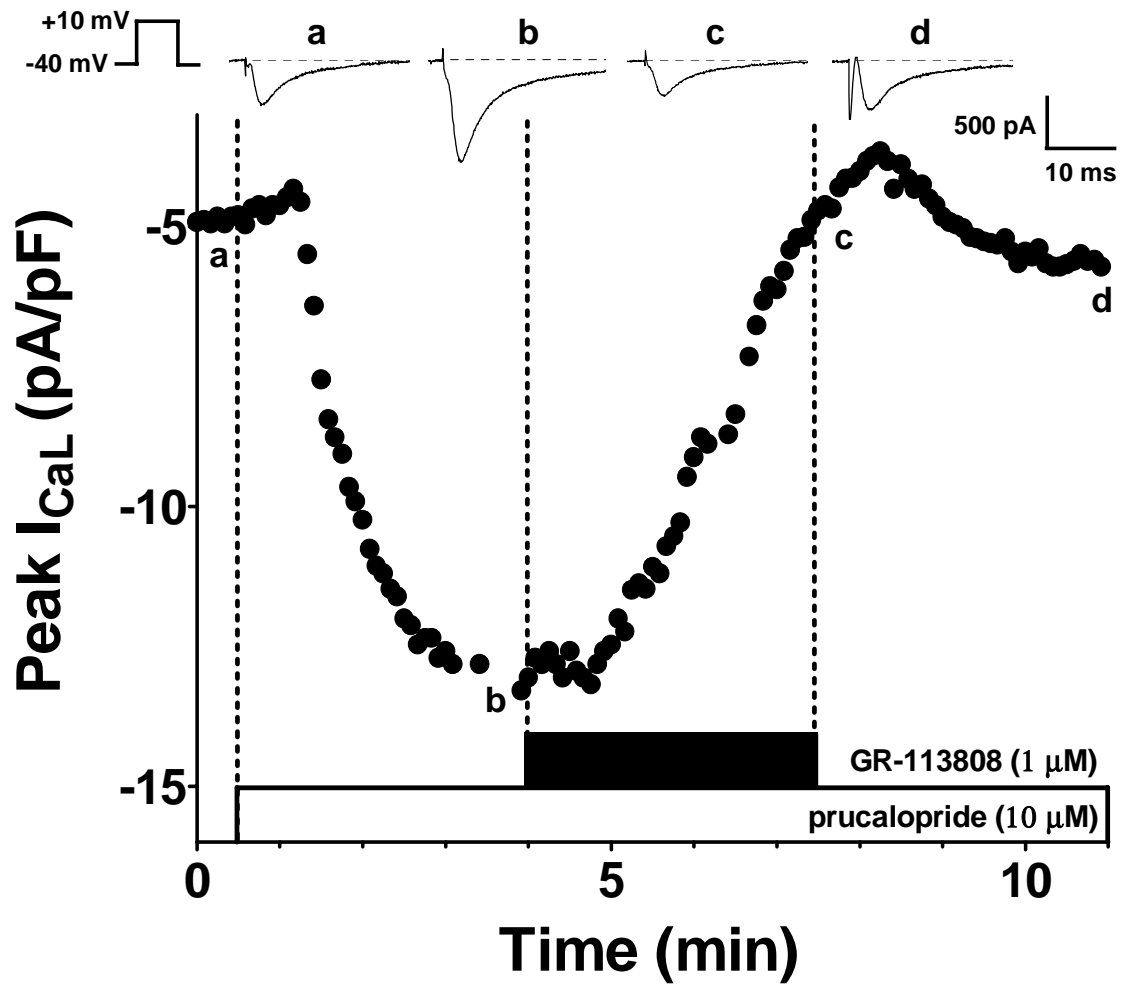 +10 mV
-40 mV
a b c d
500 pA
10 ms
Peak ICaL (pA/pF)
-5
-10
-15
a
b
c
d
GR-113808 (1 μM)
prucalopride (10 μM)
0 5 10
Time (min)